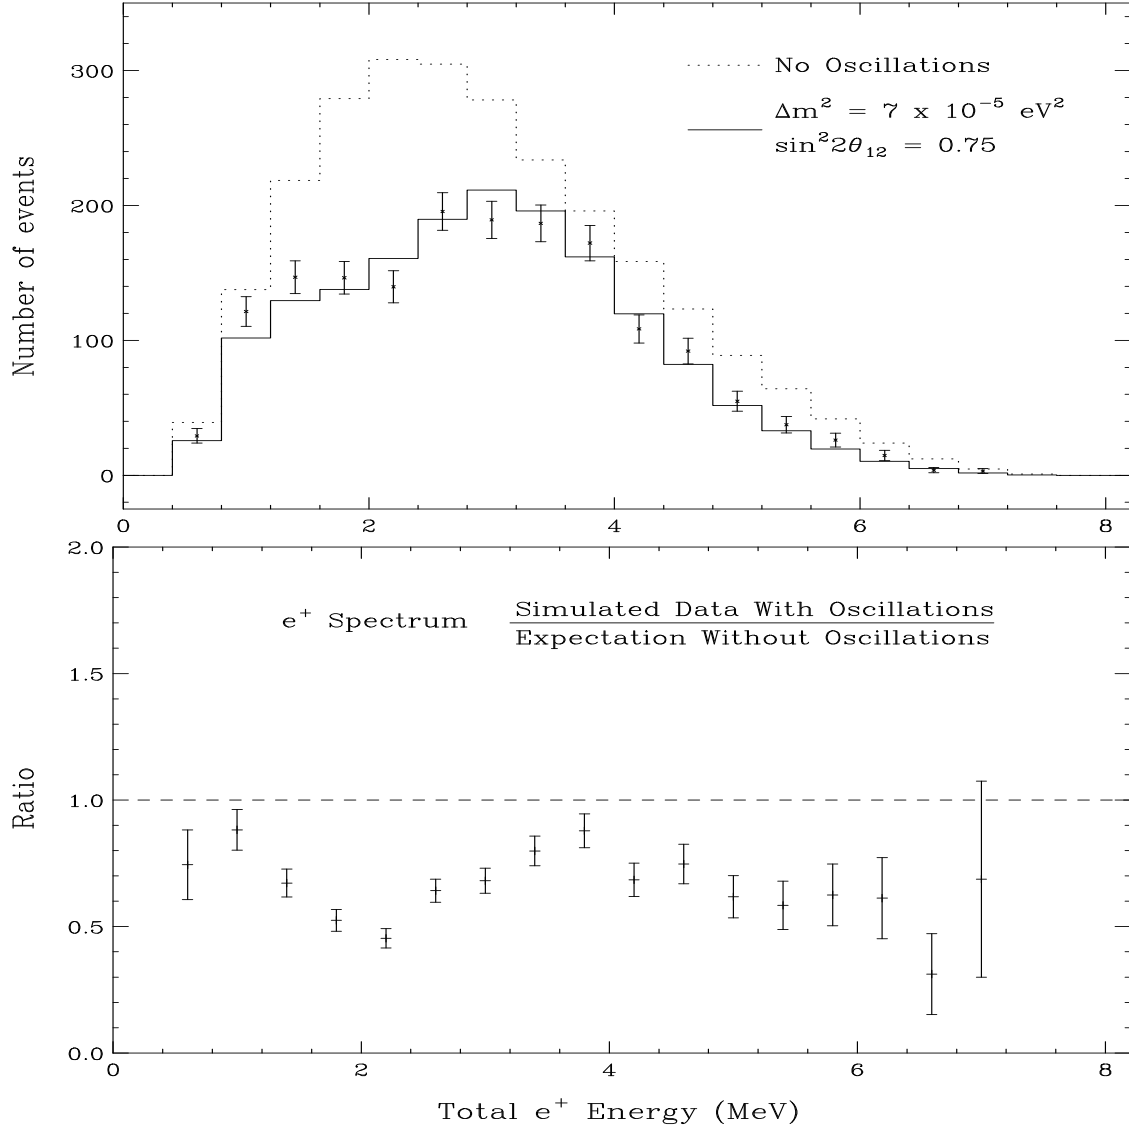 300
200
100
0
Number of events
No Oscillations
Δm² = 7 x 10⁻⁵ eV²
sin²2θ₁₂ = 0.75
0 2 4 6 8
2.0
1.5
1.0
0.5
0.0
Ratio
e⁺ Spectrum
Simulated Data With Oscillations
Expectation Without Oscillations
0 2 4 6 8
Total e⁺ Energy (MeV)